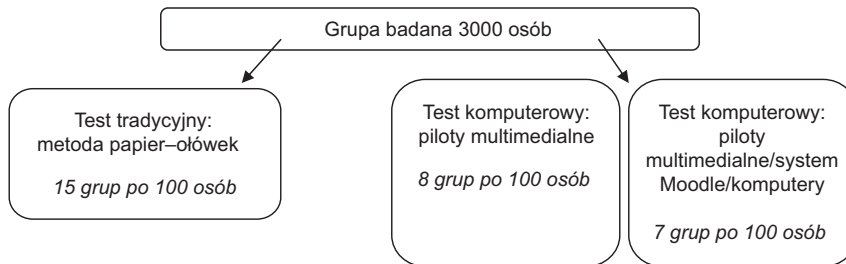 Grupa badana 3000 osób
Test tradycyjny:
metoda papier–ołówek
15 grup po 100 osób
Test komputerowy:
piloty multimedialne
8 grup po 100 osób
Test komputerowy:
piloty
multimedialne/system
Moodle/komputery
7 grup po 100 osób